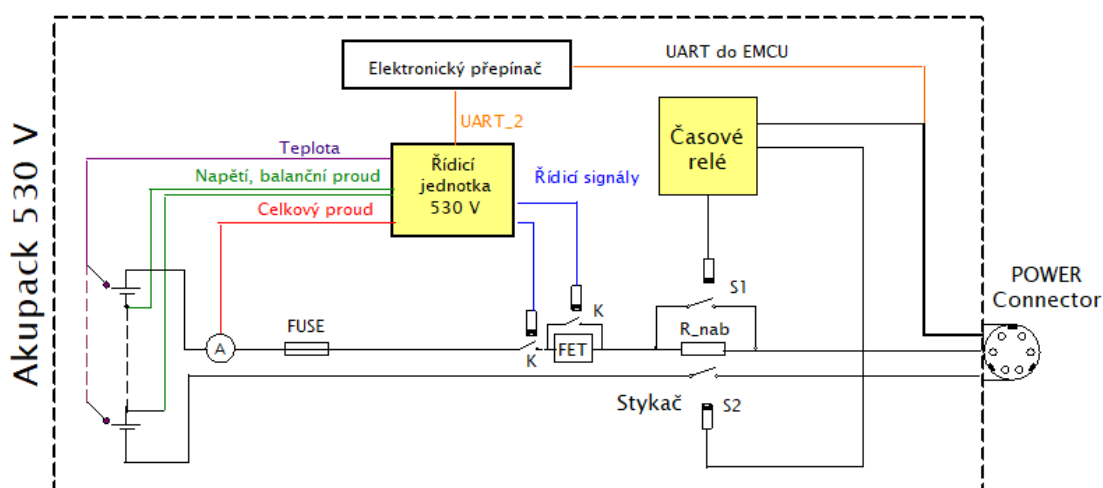 Akupack 530 V
Elektronický přepínač
UART do EMCU
UART_2
Časové
relé
Teplota
Řídicí
jednotka
530 V
Napětí, balanční proud
Řídicí signály
Celkový proud
POWER
Connector
S1
K
FUSE
R_nab
A
FET
K
Stykač
S2